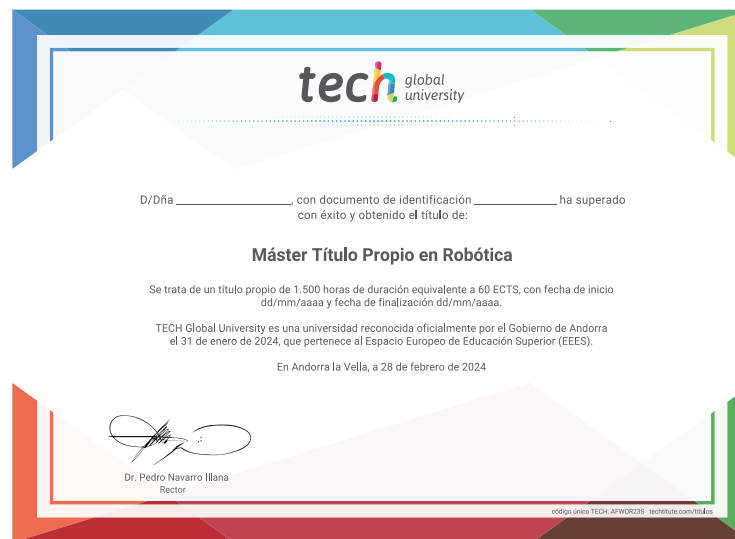 tech global university
D/Dña ____________________, con documento de identificación ______________ ha superado
con éxito y obtenido el título de:
Máster Título Propio en Robótica
Se trata de un título propio de 1.500 horas de duración equivalente a 60 ECTS, con fecha de inicio
dd/mm/aaaa y fecha de finalización dd/mm/aaaa.
TECH Global University es una universidad reconocida oficialmente por el Gobierno de Andorra
el 31 de enero de 2024, que pertenece al Espacio Europeo de Educación Superior (EEES).
En Andorra la Vella, a 28 de febrero de 2024
Dr. Pedro Navarro Illana
Rector
código único TECH: AFWOR23S techtitute.com/titulos